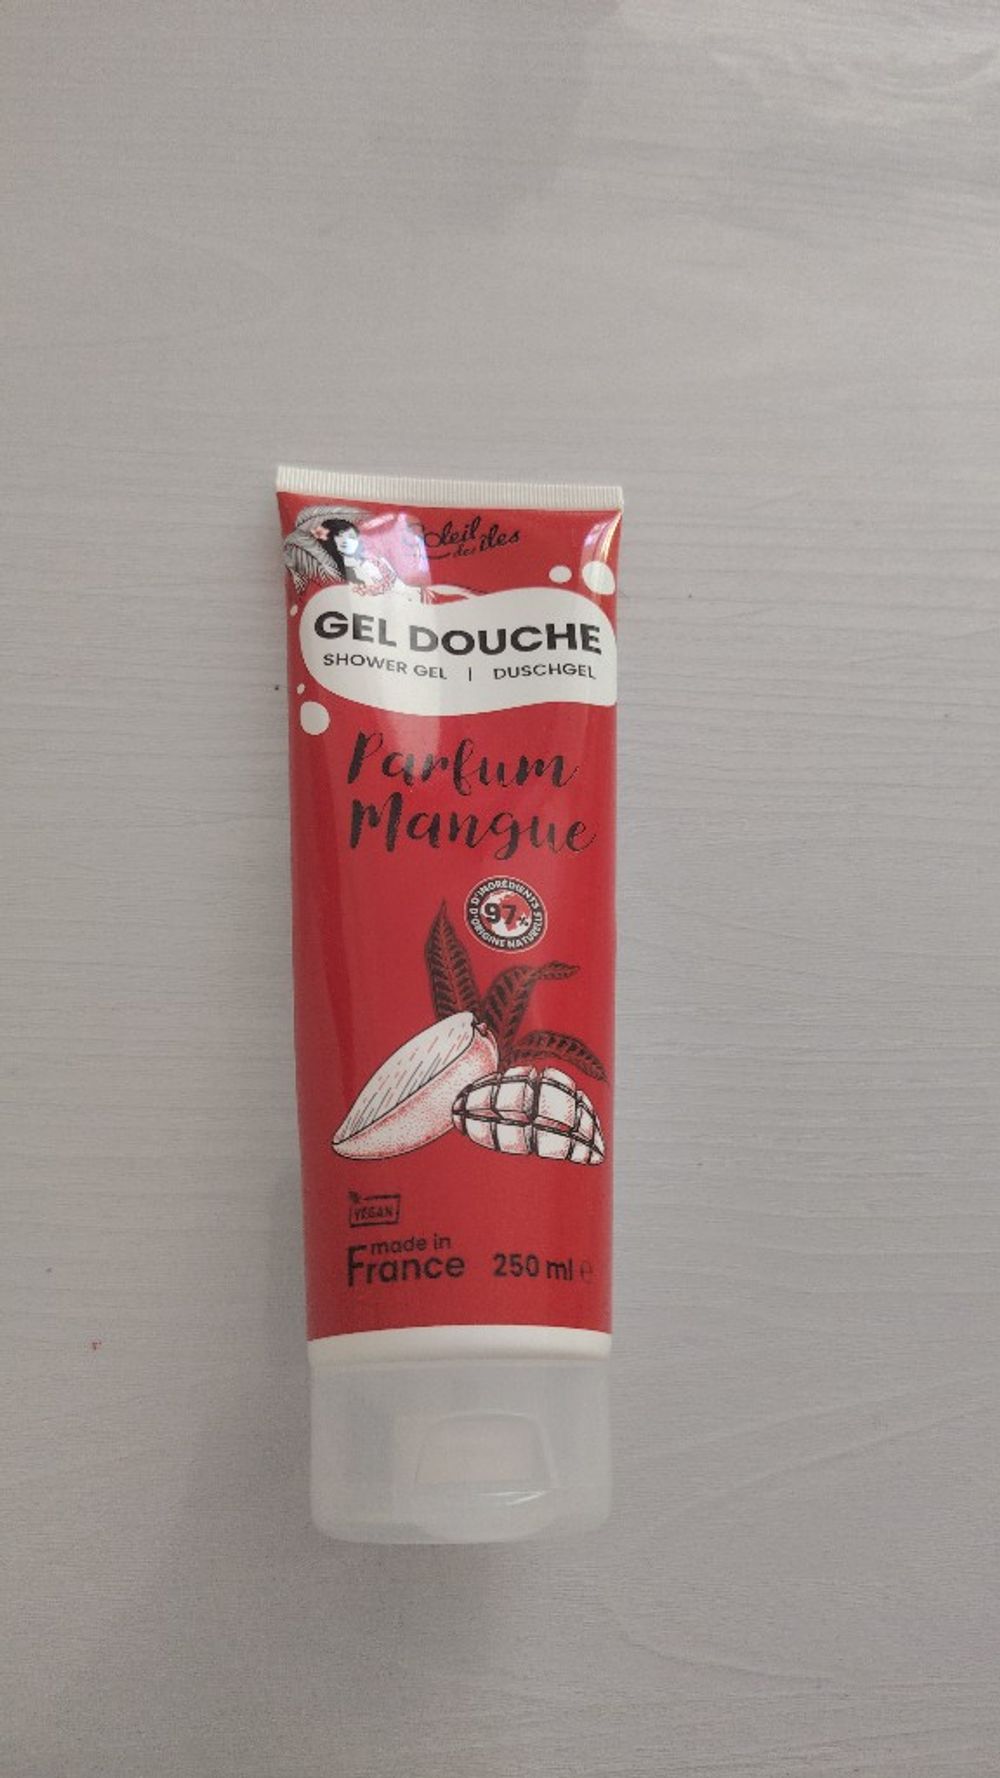 Soleil
des îles
GEL DOUCHE
SHOWER GEL | DUSCHGEL
Parfum
Mangue
D'INGRÉDIENTS
97%
D'ORIGINE NATURELLE
VEGAN
made in
France
250 ml e